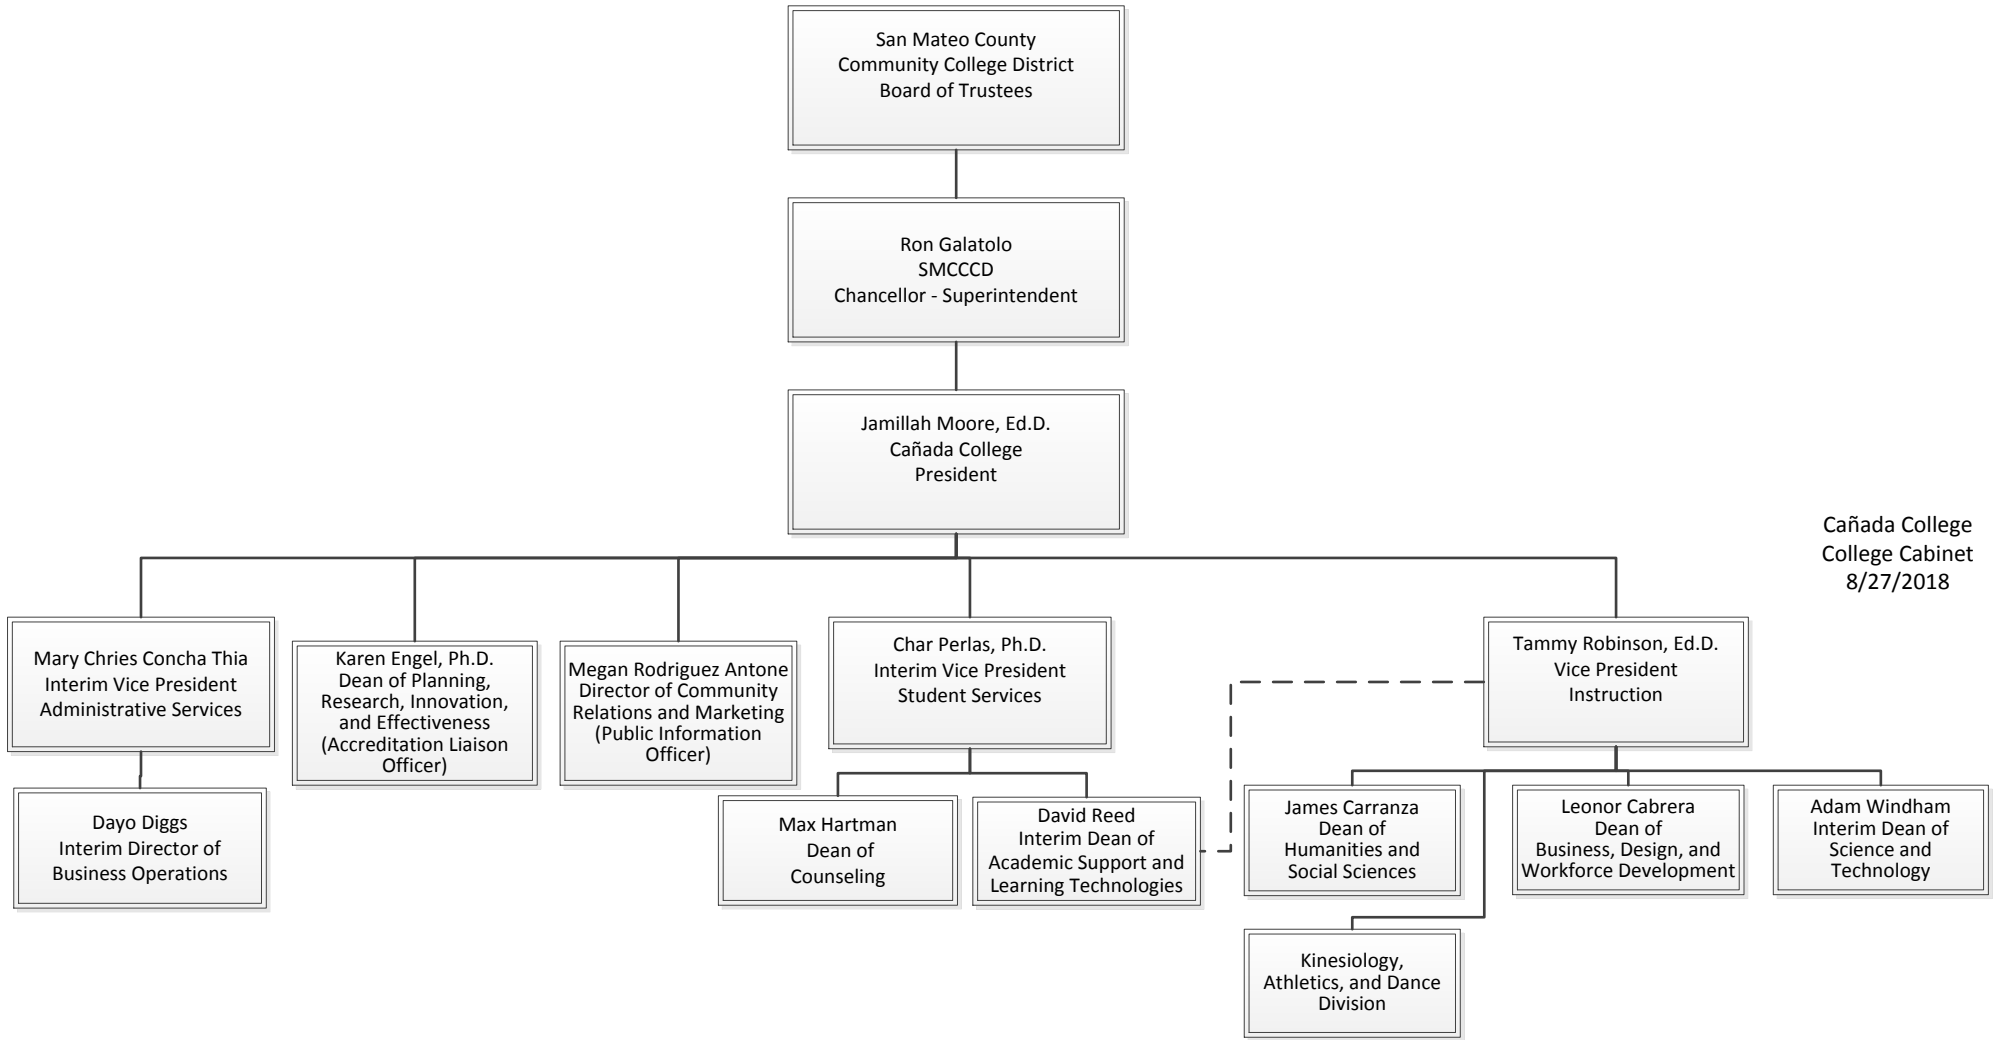 San Mateo County
Community College District
Board of Trustees
Ron Galatolo
SMCCCD
Chancellor - Superintendent
Jamillah Moore, Ed.D.
Cañada College
President
Cañada College
College Cabinet
8/27/2018
Mary Chries Concha Thia
Interim Vice President
Administrative Services
Karen Engel, Ph.D.
Dean of Planning,
Research, Innovation,
and Effectiveness
(Accreditation Liaison
Officer)
Megan Rodriguez Antone
Director of Community
Relations and Marketing
(Public Information
Officer)
Char Perlas, Ph.D.
Interim Vice President
Student Services
Tammy Robinson, Ed.D.
Vice President
Instruction
Dayo Diggs
Interim Director of
Business Operations
Max Hartman
Dean of
Counseling
David Reed
Interim Dean of
Academic Support and
Learning Technologies
James Carranza
Dean of
Humanities and
Social Sciences
Leonor Cabrera
Dean of
Business, Design, and
Workforce Development
Adam Windham
Interim Dean of
Science and
Technology
Kinesiology,
Athletics, and Dance
Division